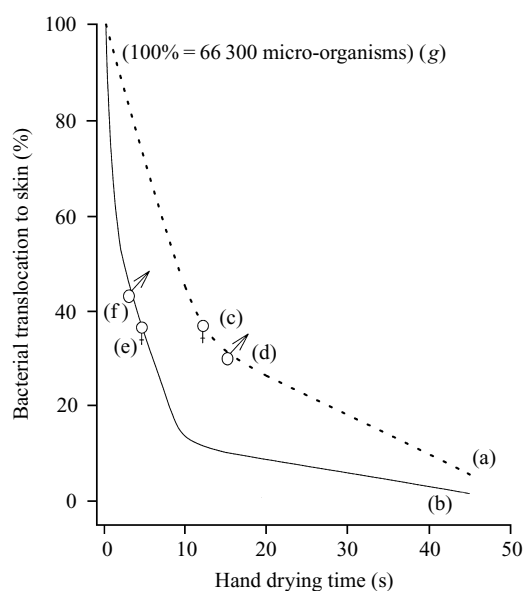 100
(100% = 66 300 micro-organisms) (g)
80
60
40
20
0
Bacterial translocation to skin (%)
(f)
(e)
(c)
(d)
(a)
(b)
0 10 20 30 40 50
Hand drying time (s)